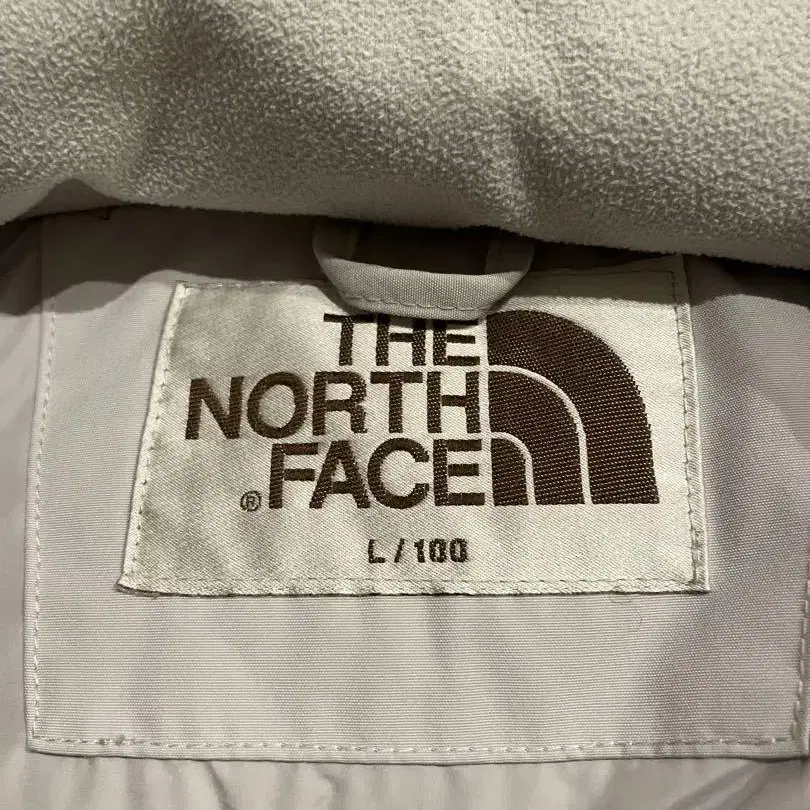 THE
NORTH
® FACE
L / 100